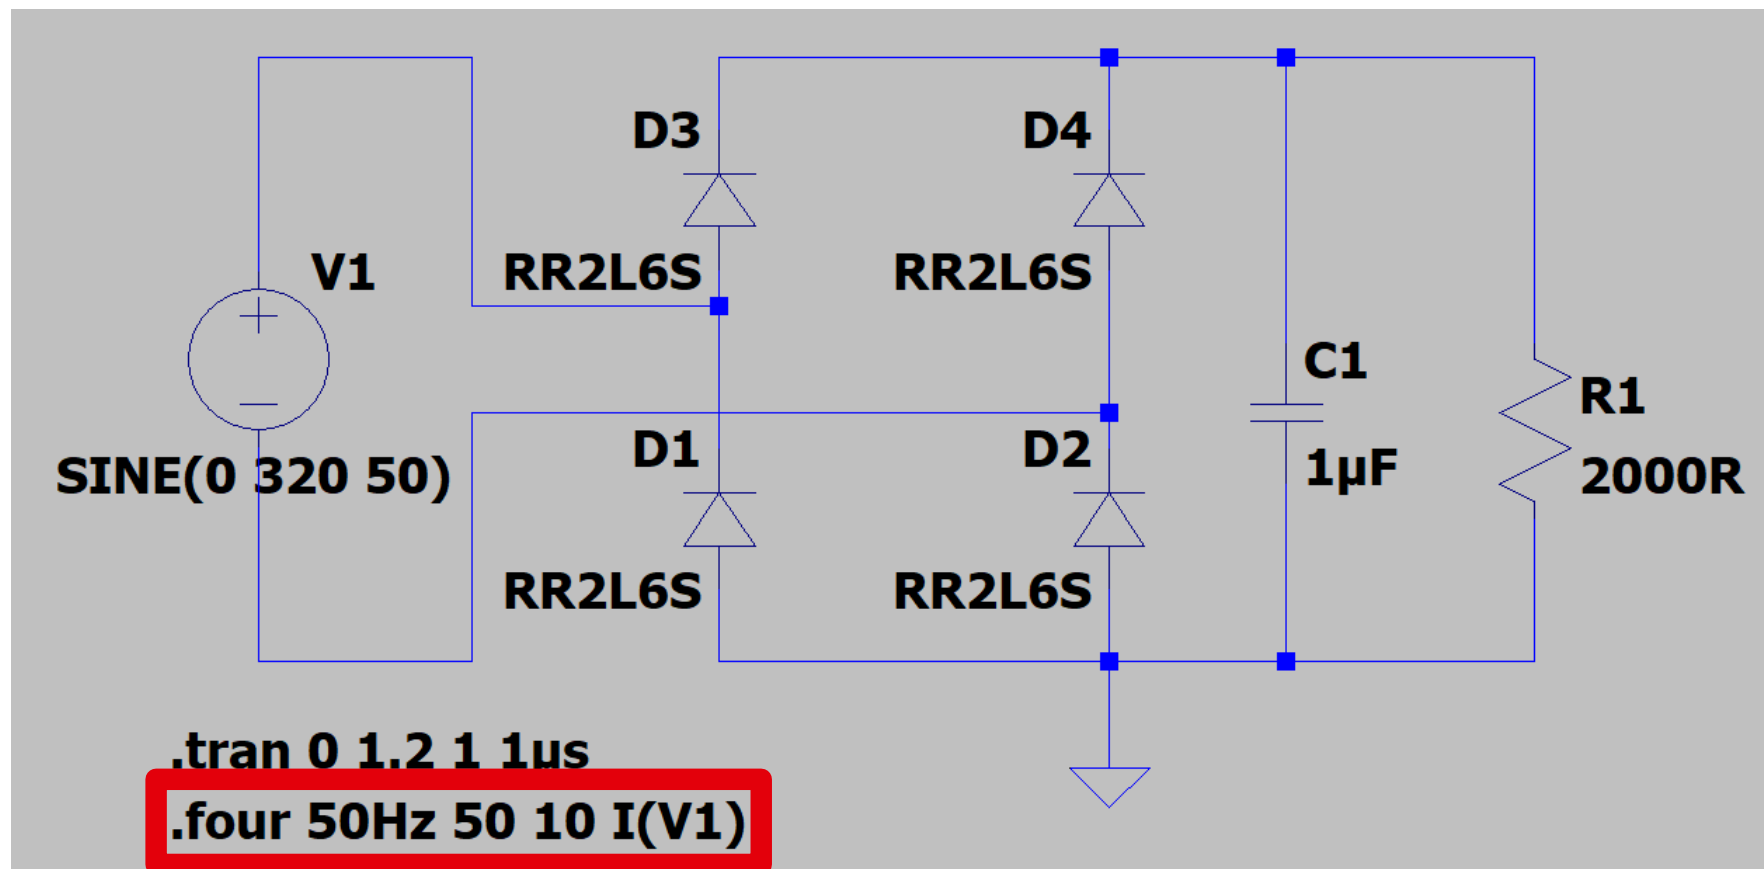 D3
D4
V1
RR2L6S
RR2L6S
C1
R1
SINE(0 320 50)
D1
D2
1µF
2000R
RR2L6S
RR2L6S
.tran 0 1.2 1 1µs
.four 50Hz 50 10 I(V1)